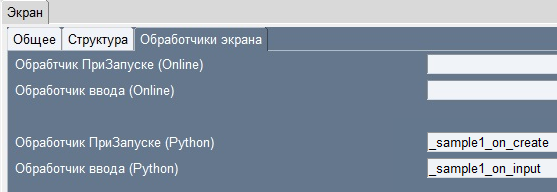 Экран
Общее Структура Обработчики экрана
Обрабтчик ПриЗапуске (Online)
Обработчик ввода (Online)
Обработчик ПриЗапуске (Python) _sample1_on_create
Обработчик ввода (Python) _sample1_on_input